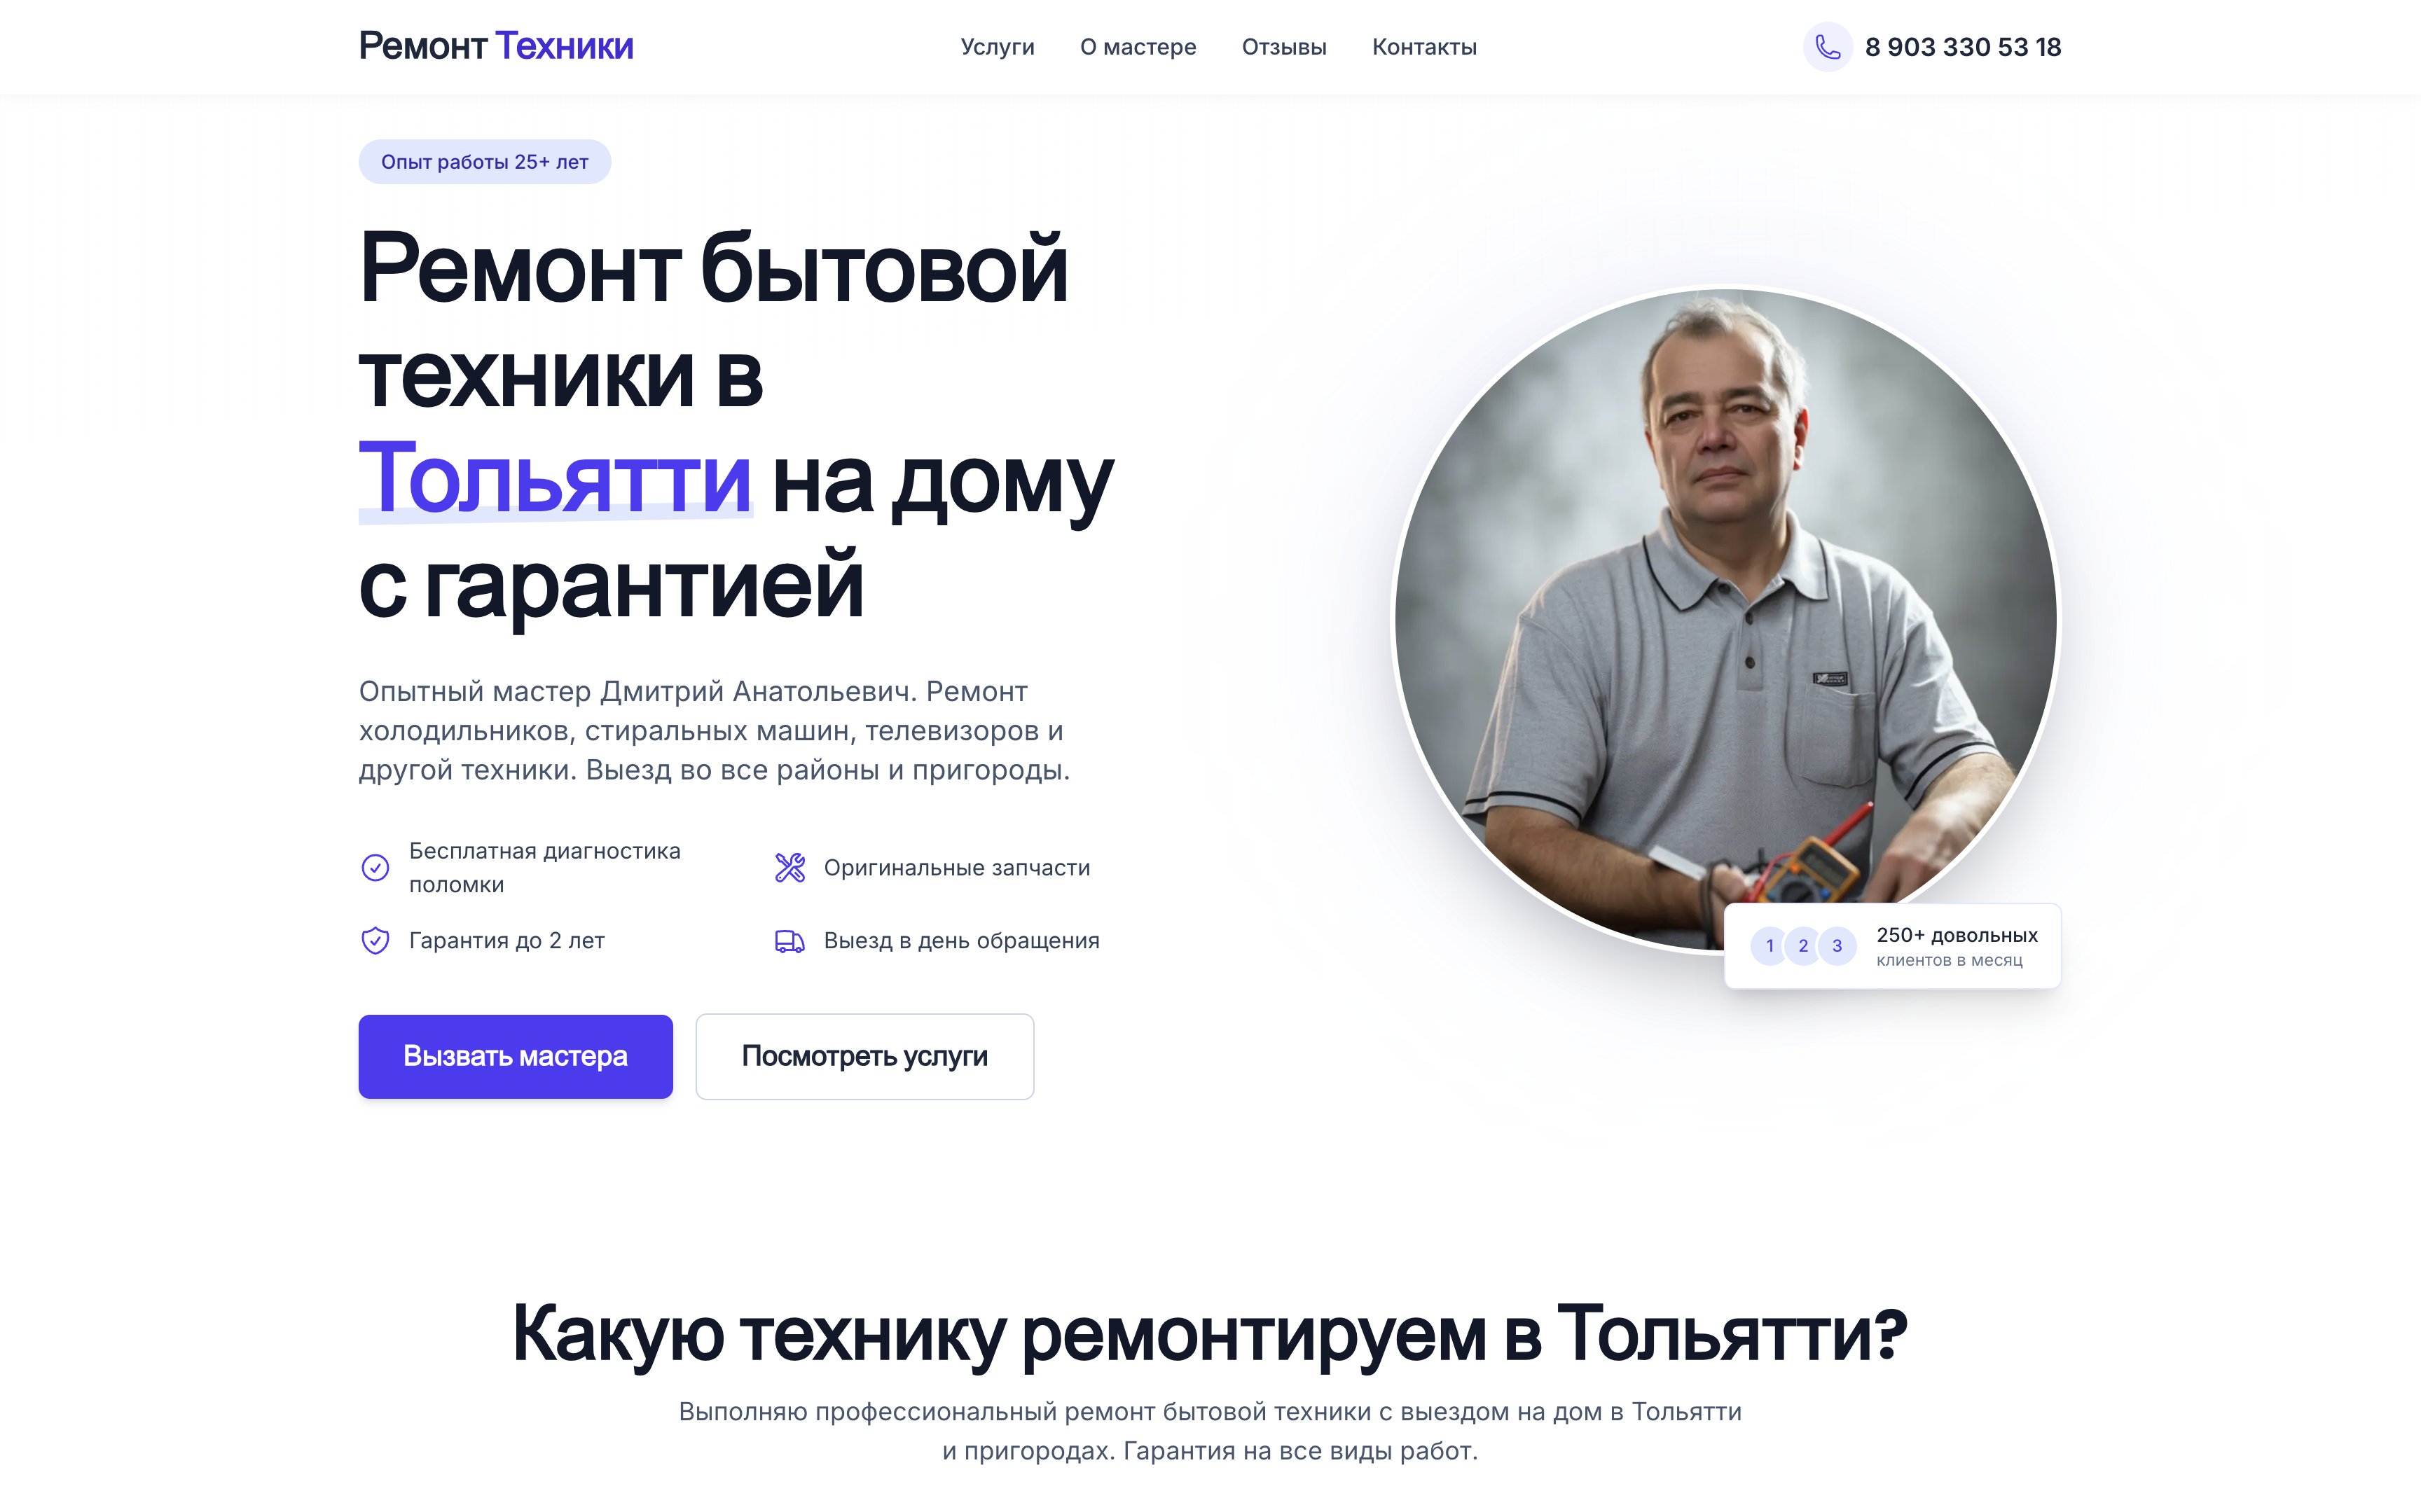 Ремонт Техники
Услуги
О мастере
Отзывы
Контакты
8 903 330 53 18
Опыт работы 25+ лет
Ремонт бытовой
техники в
Тольятти на дому
с гарантией
Опытный мастер Дмитрий Анатольевич. Ремонт
холодильников, стиральных машин, телевизоров и
другой техники. Выезд во все районы и пригороды.
Бесплатная диагностика
поломки
Оригинальные запчасти
Гарантия до 2 лет
Выезд в день обращения
Вызвать мастера
Посмотреть услуги
1 2 3
250+ довольных
клиентов в месяц
Какую технику ремонтируем в Тольятти?
Выполняю профессиональный ремонт бытовой техники с выездом на дом в Тольятти
и пригородах. Гарантия на все виды работ.